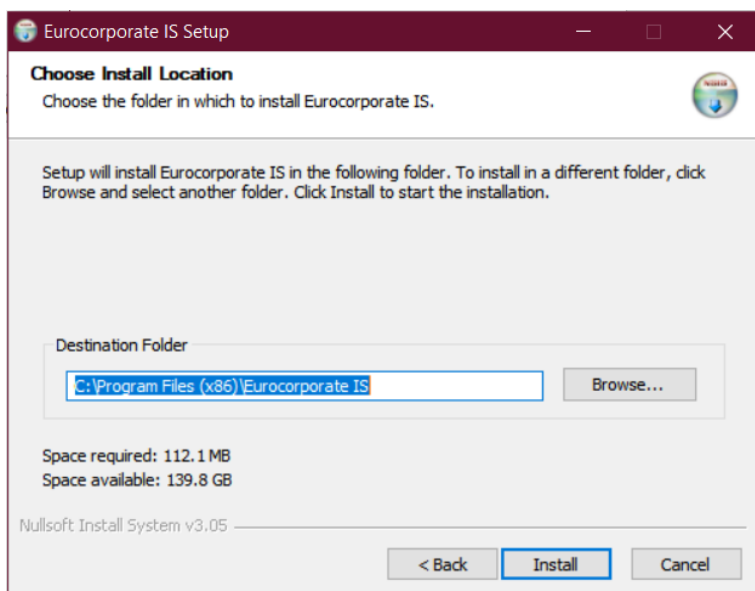 Eurocorporate IS Setup
Choose Install Location
Choose the folder in which to install Eurocorporate IS.
Setup will install Eurocorporate IS in the following folder. To install in a different folder, click
Browse and select another folder. Click Install to start the installation.
Destination Folder
C:\Program Files (x86)\Eurocorporate IS
Browse...
Space required: 112.1 MB
Space available: 139.8 GB
Nullsoft Install System v3.05
< Back
Install
Cancel